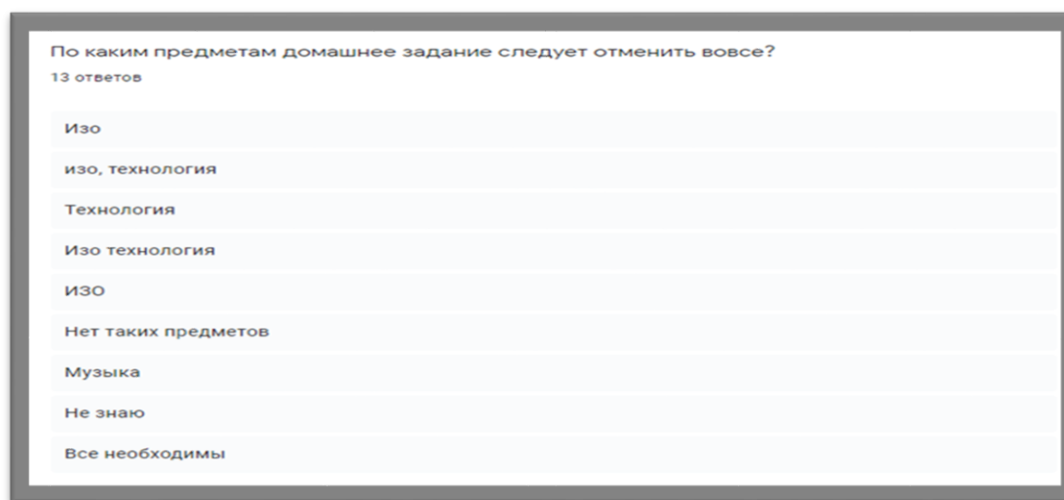 По каким предметам домашнее задание следует отменить вовсе?
13 ответов
Изо
изо, технология
Технология
Изо технология
ИЗО
Нет таких предметов
Музыка
Не знаю
Все необходимы